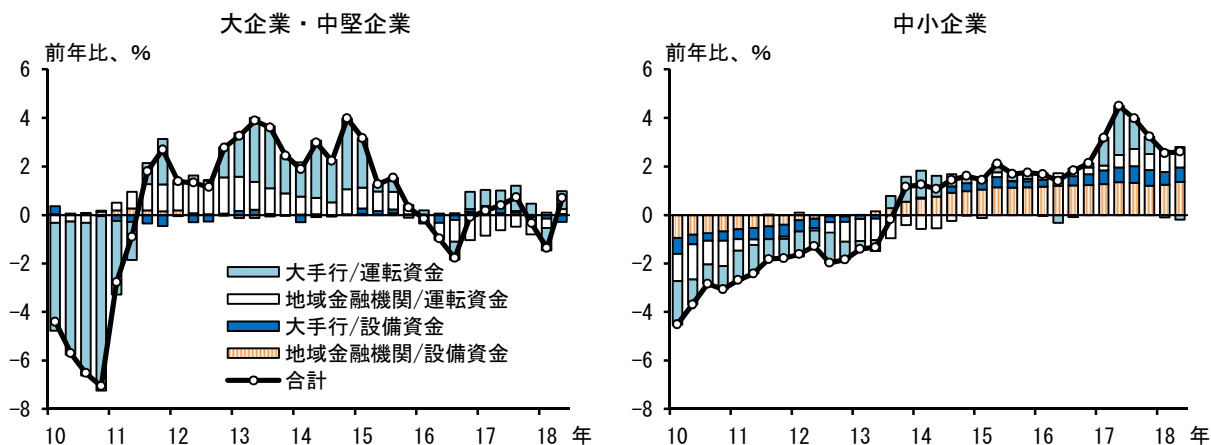 大企業・中堅企業
前年比、%
6
4
2
0
-2
-4
-6
-8
大手行/運転資金
地域金融機関/運転資金
大手行/設備資金
地域金融機関/設備資金
合計
10 11 12 13 14 15 16 17 18 年
中小企業
前年比、%
6
4
2
0
-2
-4
-6
-8
10 11 12 13 14 15 16 17 18 年